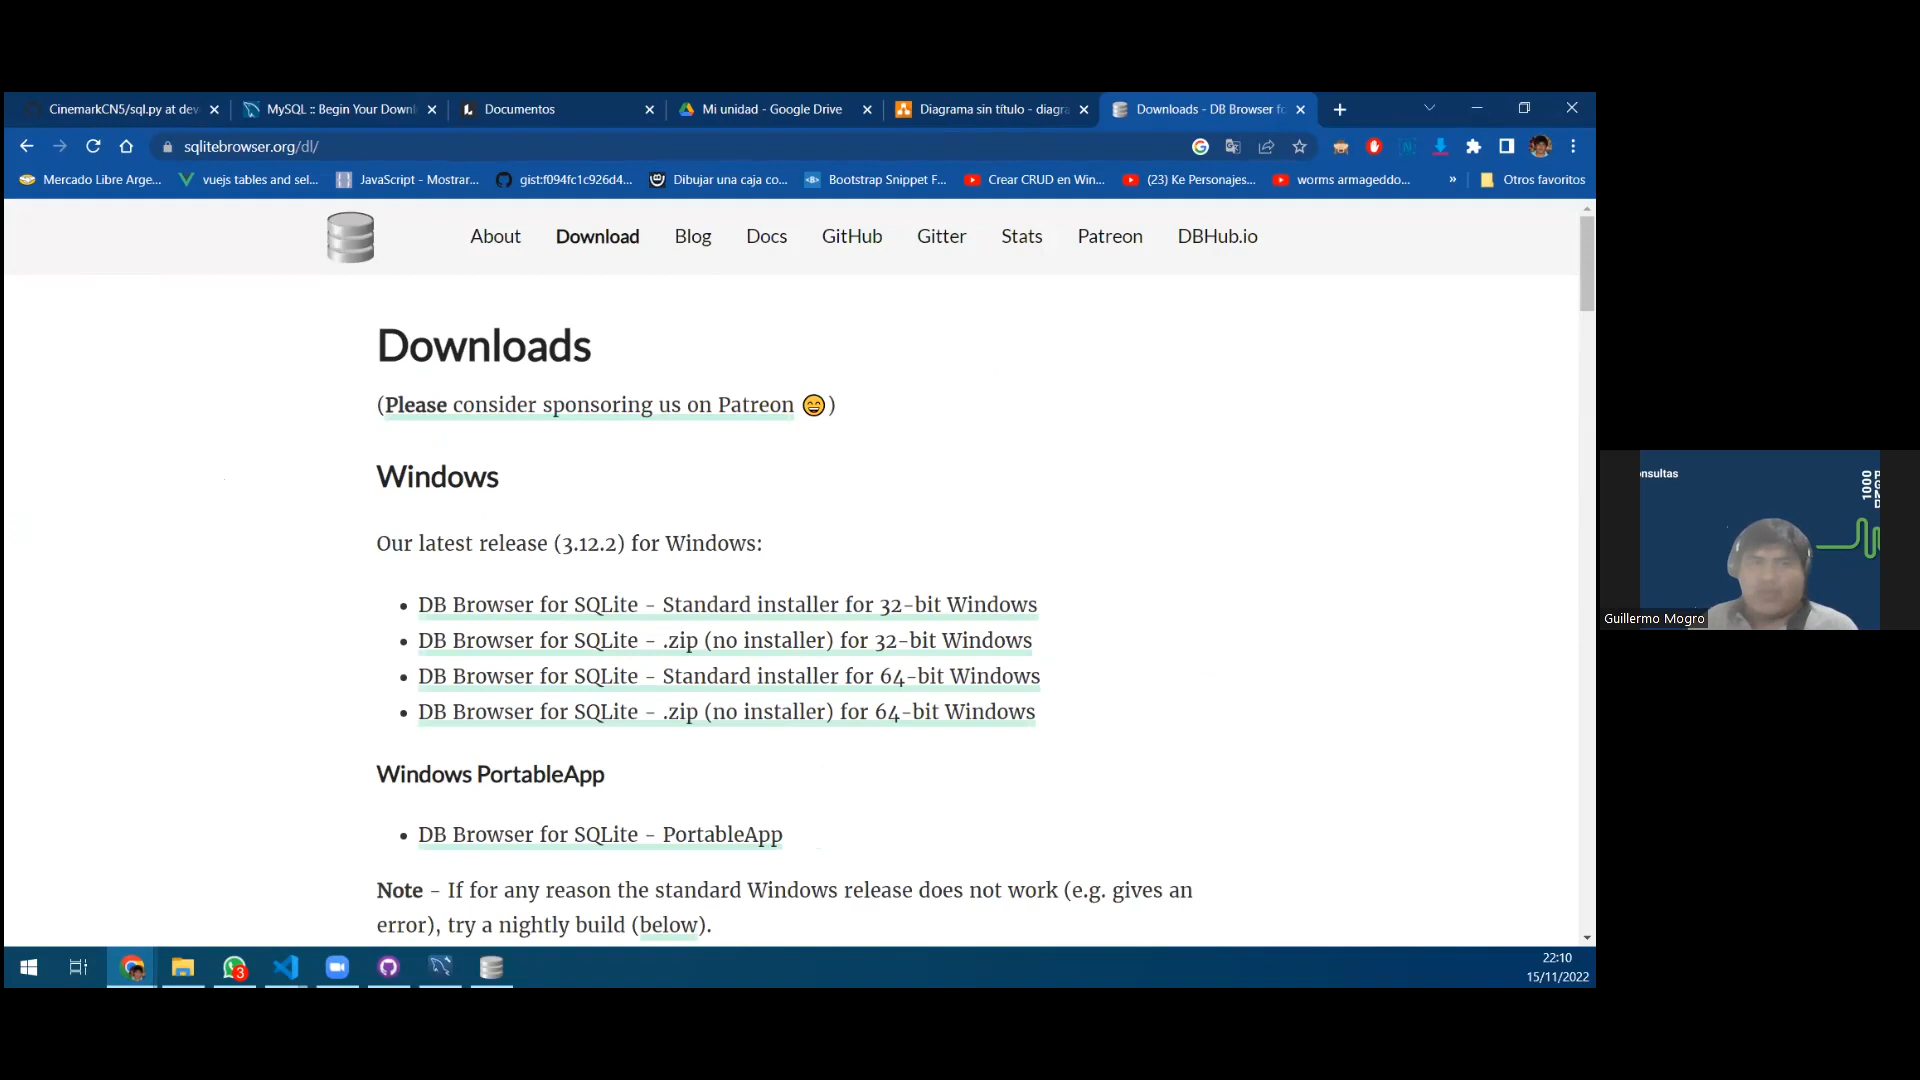 CinemarkCN5/sql.py at dev
MySQL :: Begin Your Downl
Documentos
Mi unidad - Google Drive
Diagrama sin título - diagra
Downloads - DB Browser fo
sqlitebrowser.org/dl/
Mercado Libre Arge...
vuejs tables and sel...
JavaScript - Mostrar...
gist:f094fc1c926d4...
Dibujar una caja co...
Bootstrap Snippet F...
Crear CRUD en Win...
(23) Ke Personajes...
worms armageddo...
»
Otros favoritos
About
Download
Blog
Docs
GitHub
Gitter
Stats
Patreon
DBHub.io
Downloads
(Please consider sponsoring us on Patreon 😄)
Windows
Our latest release (3.12.2) for Windows:
• DB Browser for SQLite - Standard installer for 32-bit Windows
• DB Browser for SQLite - .zip (no installer) for 32-bit Windows
• DB Browser for SQLite - Standard installer for 64-bit Windows
• DB Browser for SQLite - .zip (no installer) for 64-bit Windows
Windows PortableApp
• DB Browser for SQLite - PortableApp
Note - If for any reason the standard Windows release does not work (e.g. gives an
error), try a nightly build (below).
3
22:10
15/11/2022
nsultas
1000
Guillermo Mogro